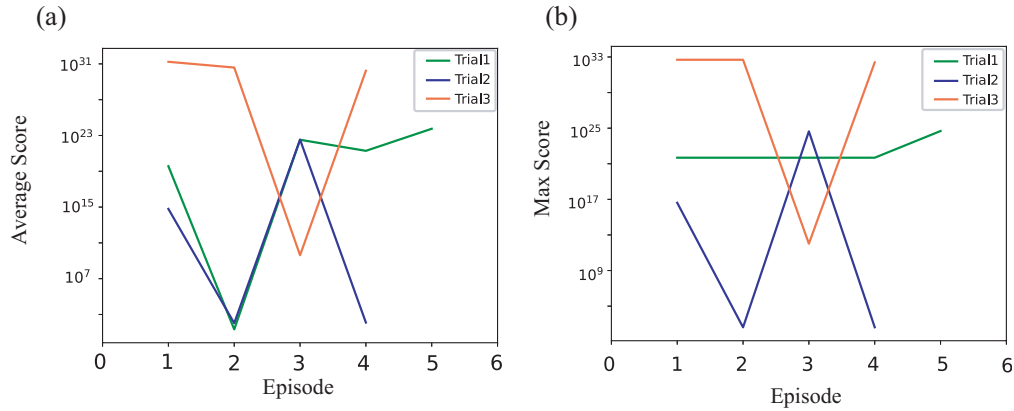 (a)
(b)
Average Score
10^31
10^23
10^15
10^7
Trial1
Trial2
Trial3
0 1 2 3 4 5 6
Episode
Max Score
10^33
10^25
10^17
10^9
Trial1
Trial2
Trial3
0 1 2 3 4 5 6
Episode